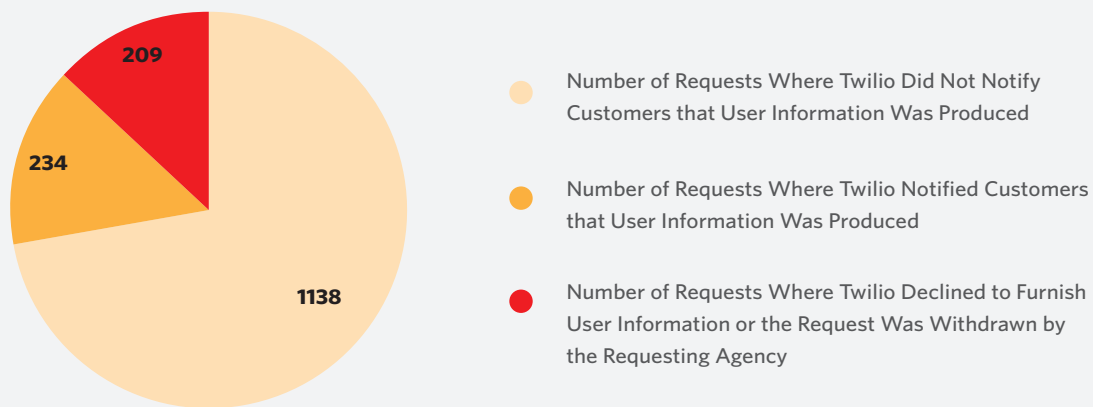 209
234
1138
Number of Requests Where Twilio Did Not Notify
Customers that User Information Was Produced
Number of Requests Where Twilio Notified Customers
that User Information Was Produced
Number of Requests Where Twilio Declined to Furnish
User Information or the Request Was Withdrawn by
the Requesting Agency